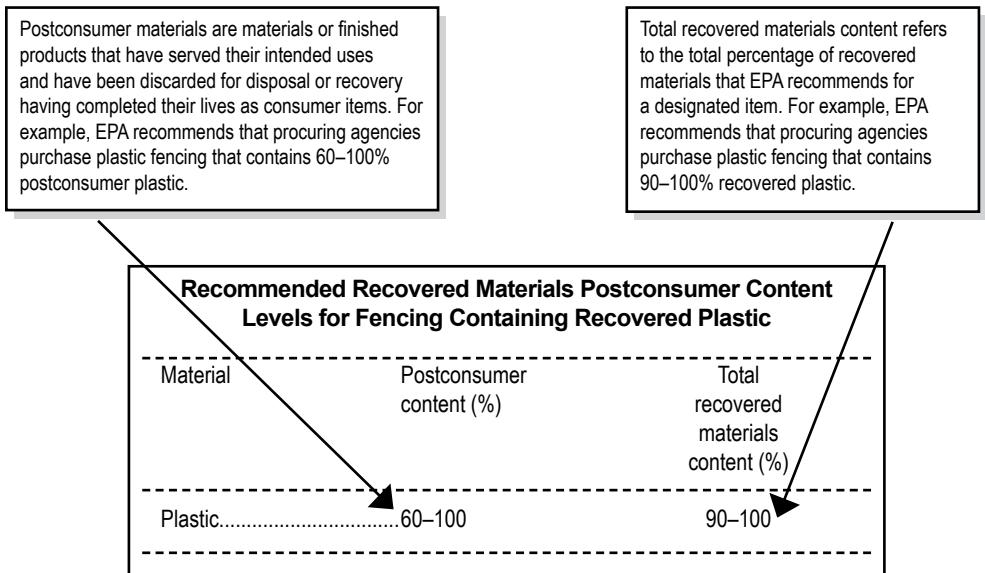 Postconsumer materials are materials or finished
products that have served their intended uses
and have been discarded for disposal or recovery
having completed their lives as consumer items. For
example, EPA recommends that procuring agencies
purchase plastic fencing that contains 60–100%
postconsumer plastic.
Total recovered materials content refers
to the total percentage of recovered
materials that EPA recommends for
a designated item. For example, EPA
recommends that procuring agencies
purchase plastic fencing that contains
90–100% recovered plastic.
Recommended Recovered Materials Postconsumer Content
Levels for Fencing Containing Recovered Plastic
Material Postconsumer Total
content (%) recovered
materials
content (%)
Plastic.................................60–100 90–100